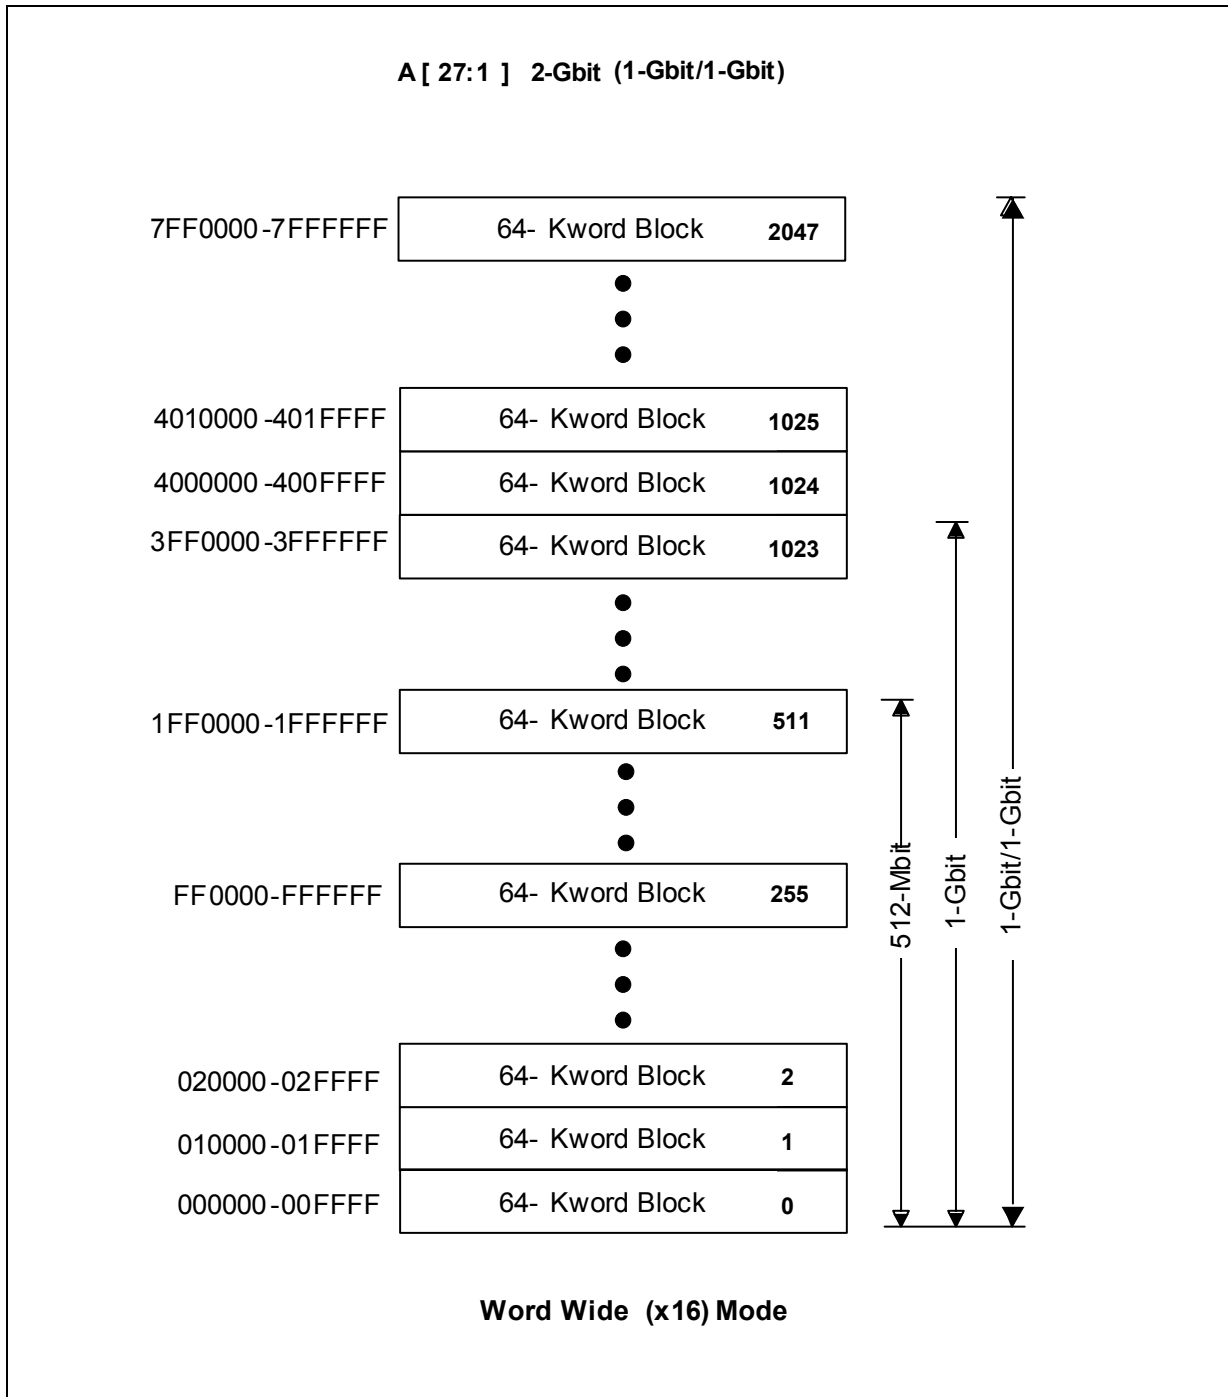 A[ 27:1 ] 2-Gbit (1-Gbit/1-Gbit)
7FF0000-7FFFFFF 64- Kword Block 2047
4010000-401FFFF 64- Kword Block 1025
4000000-400FFFF 64- Kword Block 1024
3FF0000-3FFFFFF 64- Kword Block 1023
1FF0000-1FFFFFF 64- Kword Block 511
FF0000-FFFFFF 64- Kword Block 255
020000-02FFFF 64- Kword Block 2
010000-01FFFF 64- Kword Block 1
000000-00FFFF 64- Kword Block 0
512-Mbit
1-Gbit
1-Gbit/1-Gbit
Word Wide (x16) Mode